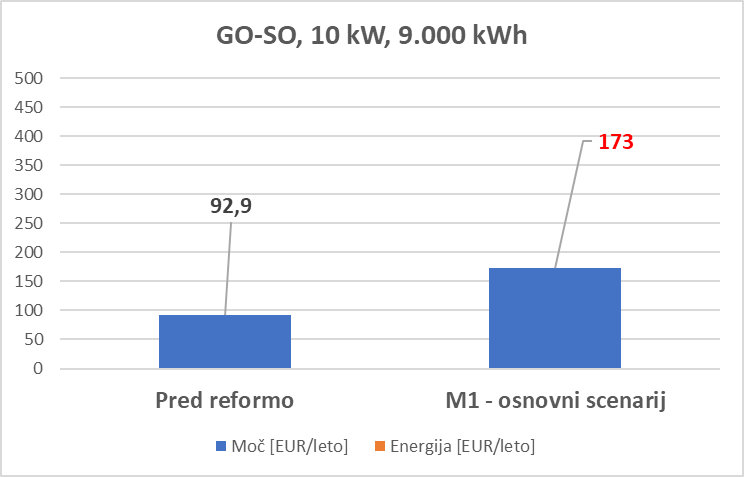 GO-SO, 10 kW, 9.000 kWh
500
450
400
350
300
250
200
150
100
50
0
92,9
173
Pred reformo
M1 - osnovni scenarij
Moč [EUR/leto]
Energija [EUR/leto]